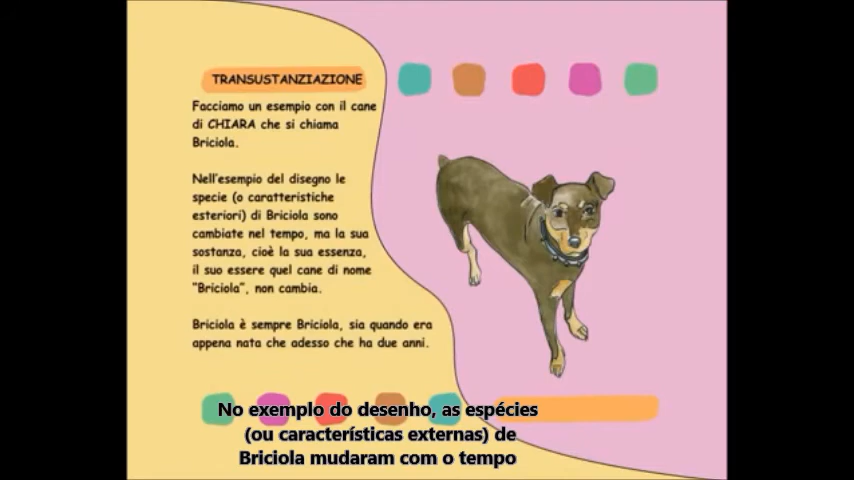 TRANSUSTANZIAZIONE
Facciamo un esempio con il cane
di CHIARA che si chiama
Briciola.
Nell'esempio del disegno le
specie (o caratteristiche
esteriori) di Briciola sono
cambiate nel tempo, ma la sua
sostanza, cioè la sua essenza,
il suo essere quel cane di nome
"Briciola", non cambia.
Briciola è sempre Briciola, sia quando era
appena nata che adesso che ha due anni.
No exemplo do desenho, as espécies
(ou características externas) de
Briciola mudaram com o tempo